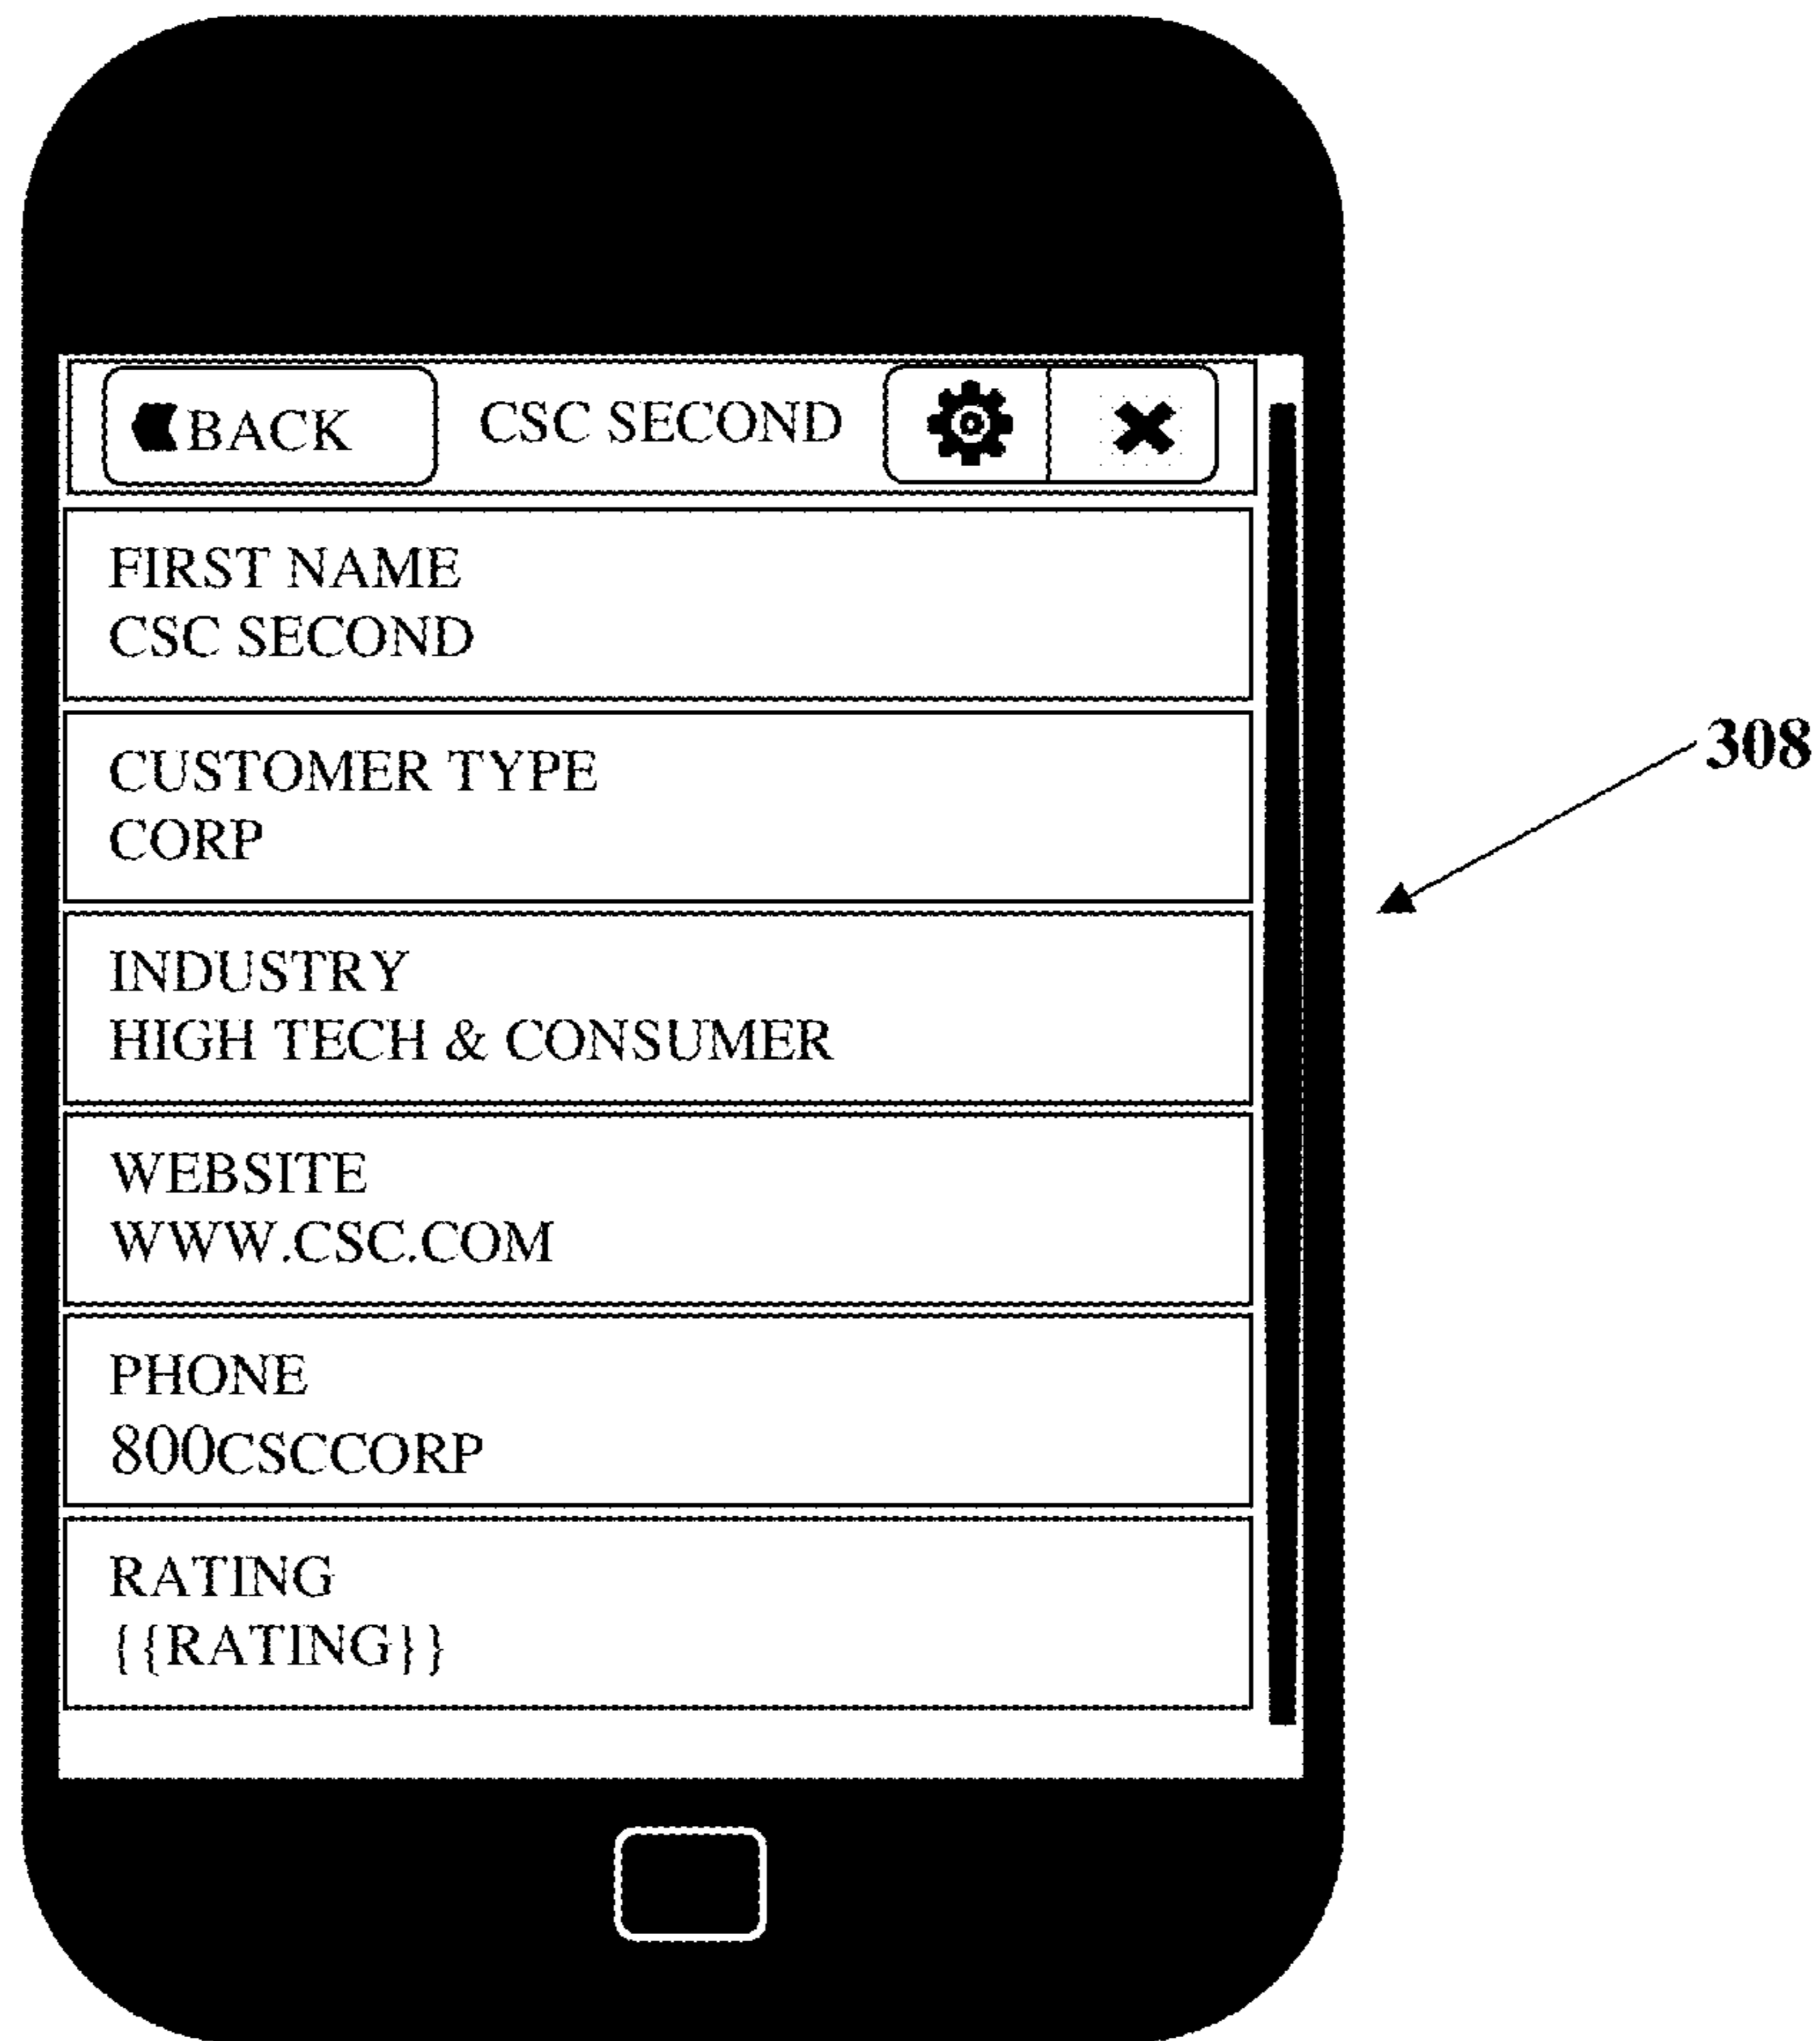 BACK CSC SECOND
FIRST NAME
CSC SECOND
CUSTOMER TYPE
CORP
308
INDUSTRY
HIGH TECH & CONSUMER
WEBSITE
WWW.CSC.COM
PHONE
800CSCCORP
RATING
{{RATING}}